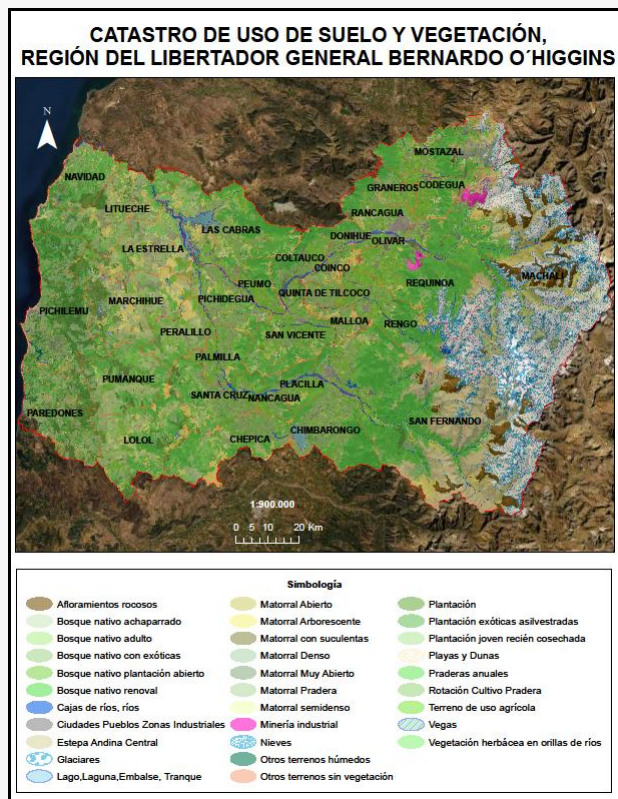 CATASTRO DE USO DE SUELO Y VEGETACIÓN,
REGIÓN DEL LIBERTADOR GENERAL BERNARDO O´HIGGINS
N
MOSTAZAL
NAVIDAD
GRANEROS
CODEGUA
LITUECHE
RANCAGUA
LAS CABRAS
DONIHUE
OLIVAR
LA ESTRELLA
COLTAUCO
COINCO
MACHALI
PEUMO
REQUINOA
QUINTA DE TILCOCO
MARCHIHUE
PICHIDEGUA
PICHILEMU
MALLOA
RENGO
PERALILLO
SAN VICENTE
PALMILLA
PUMANQUE
PLACILLA
SANTA CRUZ
NANCAGUA
PAREDONES
SAN FERNANDO
CHIMBARONGO
LOLOL
CHEPICA
1:900.000
0 5 10 20 Km
Simbología
Afloramientos rocosos
Bosque nativo achaparrado
Bosque nativo adulto
Bosque nativo con exóticas
Bosque nativo plantación abierto
Bosque nativo renoval
Cajas de ríos, ríos
Ciudades Pueblos Zonas Industriales
Estepa Andina Central
Glaciares
Lago,Laguna,Embalse, Tranque
Matorral Abierto
Matorral Arborescente
Matorral con suculentas
Matorral Denso
Matorral Muy Abierto
Matorral Pradera
Matorral semidenso
Minería industrial
Nieves
Otros terrenos húmedos
Otros terrenos sin vegetación
Plantación
Plantación exóticas asilvestradas
Plantación joven recién cosechada
Playas y Dunas
Praderas anuales
Rotación Cultivo Pradera
Terreno de uso agrícola
Vegas
Vegetación herbácea en orillas de ríos